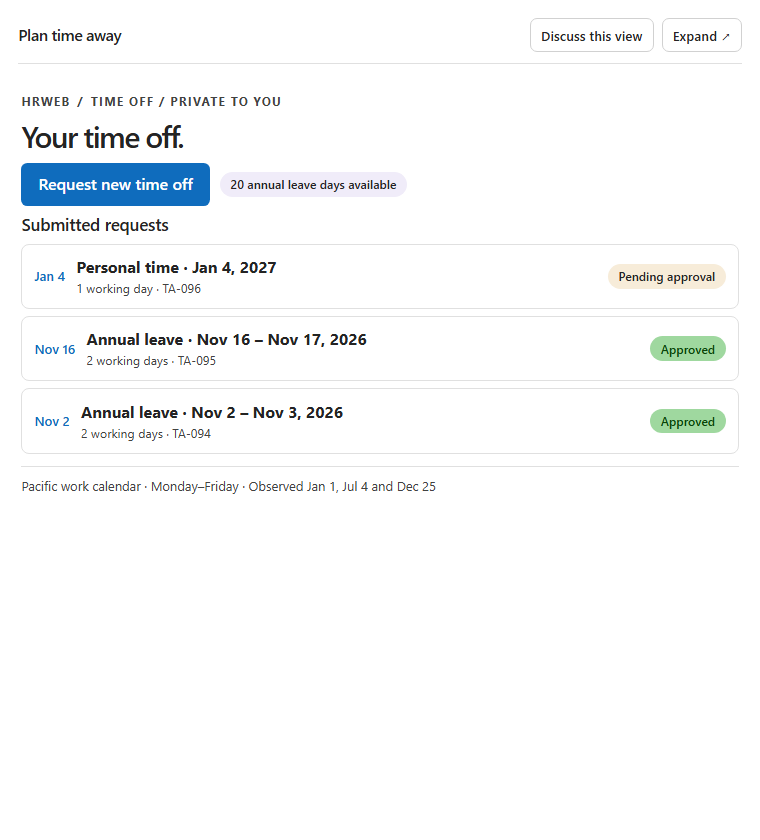 Plan time away
Discuss this view
Expand ↗
HRWEB / TIME OFF / PRIVATE TO YOU
Your time off.
Request new time off
20 annual leave days available
Submitted requests
Jan 4
Personal time · Jan 4, 2027
1 working day · TA-096
Pending approval
Nov 16
Annual leave · Nov 16 – Nov 17, 2026
2 working days · TA-095
Approved
Nov 2
Annual leave · Nov 2 – Nov 3, 2026
2 working days · TA-094
Approved
Pacific work calendar · Monday–Friday · Observed Jan 1, Jul 4 and Dec 25